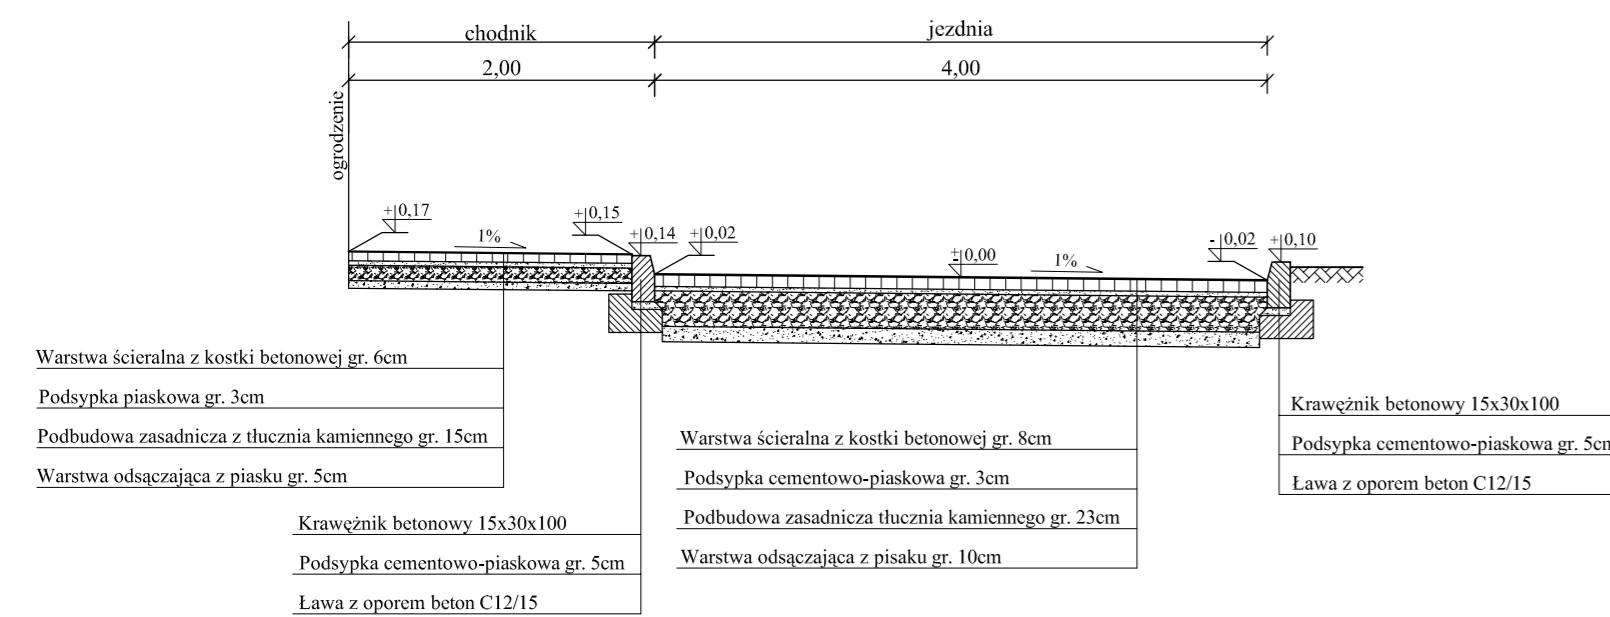 chodnik
jezdnia
2,00
4,00
ogrodzenie
+0,17
+0,15
+0,14
+0,02
±0,00
-0,02
+0,10
1%
1%
Warstwa ścieralna z kostki betonowej gr. 6cm
Podsypka piaskowa gr. 3cm
Podbudowa zasadnicza z tłucznia kamiennego gr. 15cm
Warstwa odsączająca z piasku gr. 5cm
Krawężnik betonowy 15x30x100
Podsypka cementowo-piaskowa gr. 5cm
Ława z oporem beton C12/15
Warstwa ścieralna z kostki betonowej gr. 8cm
Podsypka cementowo-piaskowa gr. 3cm
Podbudowa zasadnicza tłucznia kamiennego gr. 23cm
Warstwa odsączająca z pisaku gr. 10cm
Krawężnik betonowy 15x30x100
Podsypka cementowo-piaskowa gr. 5cm
Ława z oporem beton C12/15